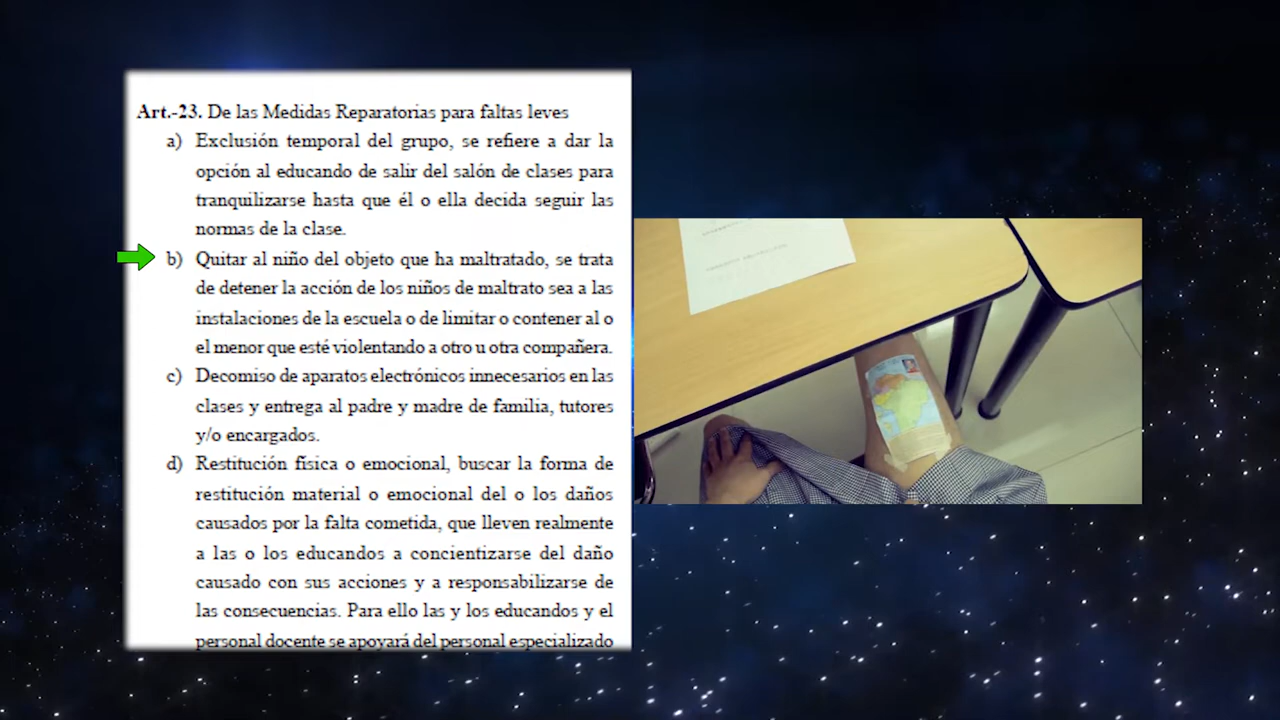 Art.-23. De las Medidas Reparatorias para faltas leves
a) Exclusión temporal del grupo, se refiere a dar la
opción al educando de salir del salón de clases para
tranquilizarse hasta que él o ella decida seguir las
normas de la clase.
b) Quitar al niño del objeto que ha maltratado, se trata
de detener la acción de los niños de maltrato sea a las
instalaciones de la escuela o de limitar o contener al o
el menor que esté violentando a otro u otra compañera.
c) Decomiso de aparatos electrónicos innecesarios en las
clases y entrega al padre y madre de familia, tutores
y/o encargados.
d) Restitución física o emocional, buscar la forma de
restitución material o emocional del o los daños
causados por la falta cometida, que lleven realmente
a las o los educandos a concientizarse del daño
causado con sus acciones y a responsabilizarse de
las consecuencias. Para ello las y los educandos y el
personal docente se apoyará del personal especializado